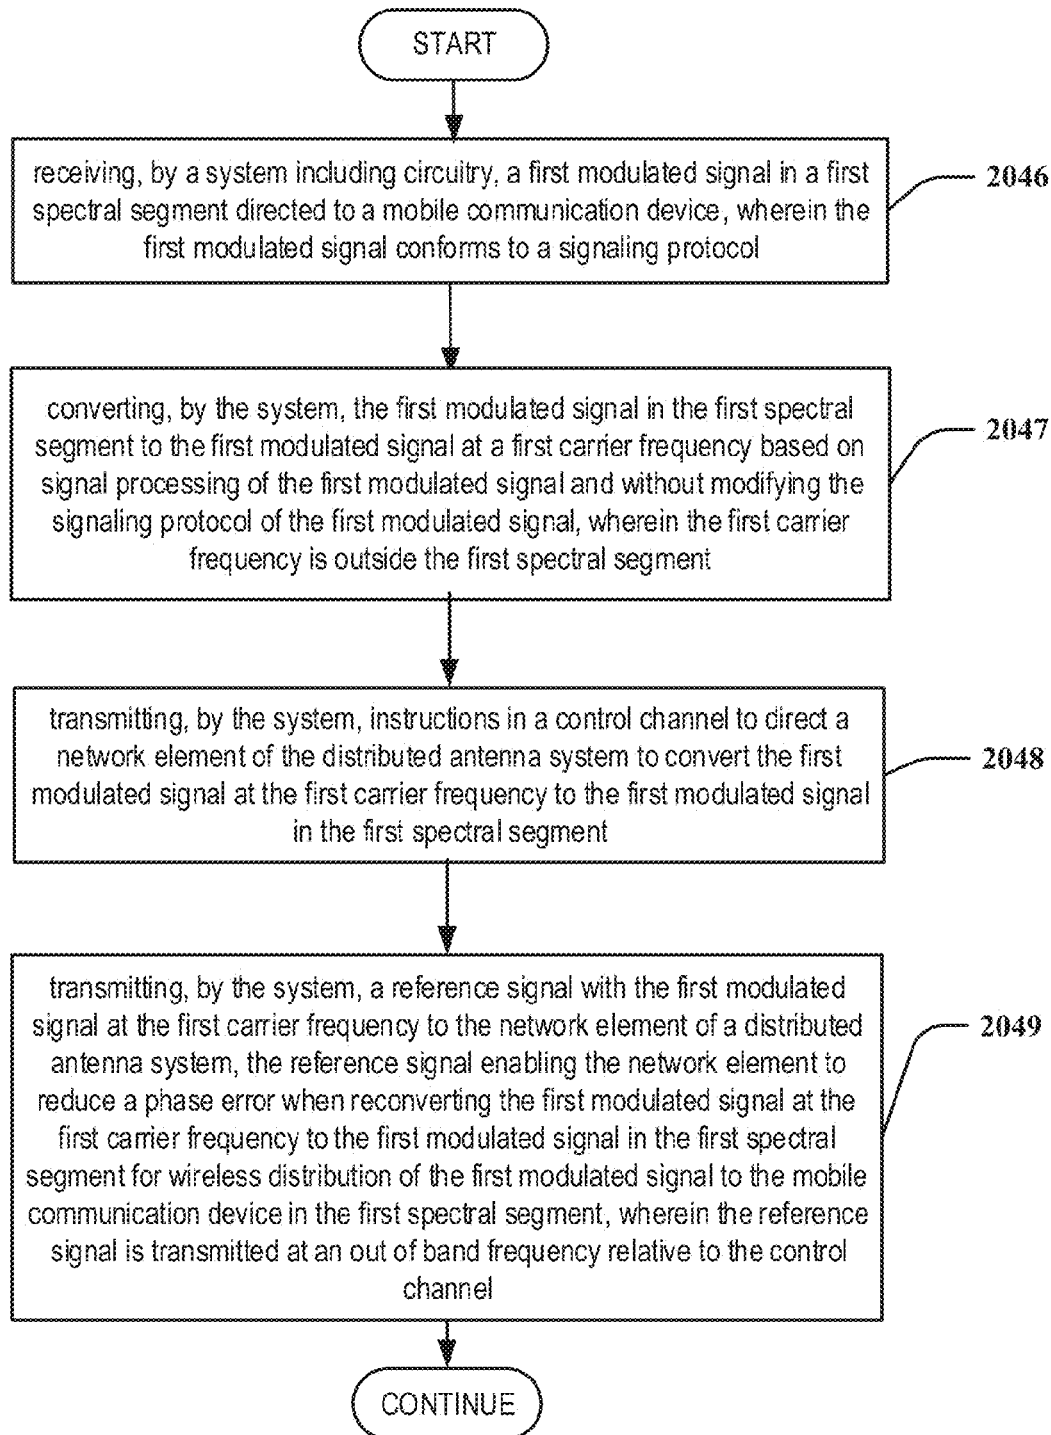 START
receiving, by a system including circuitry, a first modulated signal in a first
spectral segment directed to a mobile communication device, wherein the
first modulated signal conforms to a signaling protocol
2046
converting, by the system, the first modulated signal in the first spectral
segment to the first modulated signal at a first carrier frequency based on
signal processing of the first modulated signal and without modifying the
signaling protocol of the first modulated signal, wherein the first carrier
frequency is outside the first spectral segment
2047
transmitting, by the system, instructions in a control channel to direct a
network element of the distributed antenna system to convert the first
modulated signal at the first carrier frequency to the first modulated signal
in the first spectral segment
2048
transmitting, by the system, a reference signal with the first modulated
signal at the first carrier frequency to the network element of a distributed
antenna system, the reference signal enabling the network element to
reduce a phase error when reconverting the first modulated signal at the
first carrier frequency to the first modulated signal in the first spectral
segment for wireless distribution of the first modulated signal to the mobile
communication device in the first spectral segment, wherein the reference
signal is transmitted at an out of band frequency relative to the control
channel
2049
CONTINUE